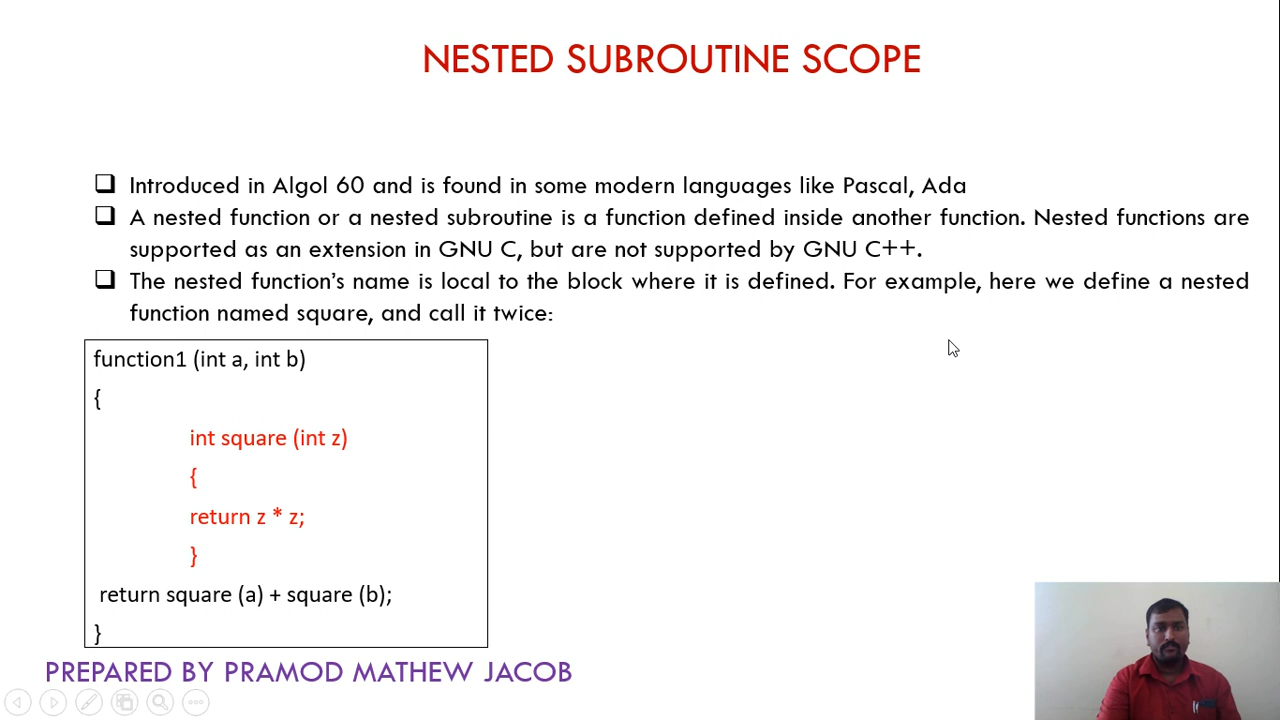 NESTED SUBROUTINE SCOPE
Introduced in Algol 60 and is found in some modern languages like Pascal, Ada
A nested function or a nested subroutine is a function defined inside another function. Nested functions are
supported as an extension in GNU C, but are not supported by GNU C++.
The nested function's name is local to the block where it is defined. For example, here we define a nested
function named square, and call it twice:
function1 (int a, int b)
{
int square (int z)
{
return z * z;
}
return square (a) + square (b);
}
PREPARED BY PRAMOD MATHEW JACOB